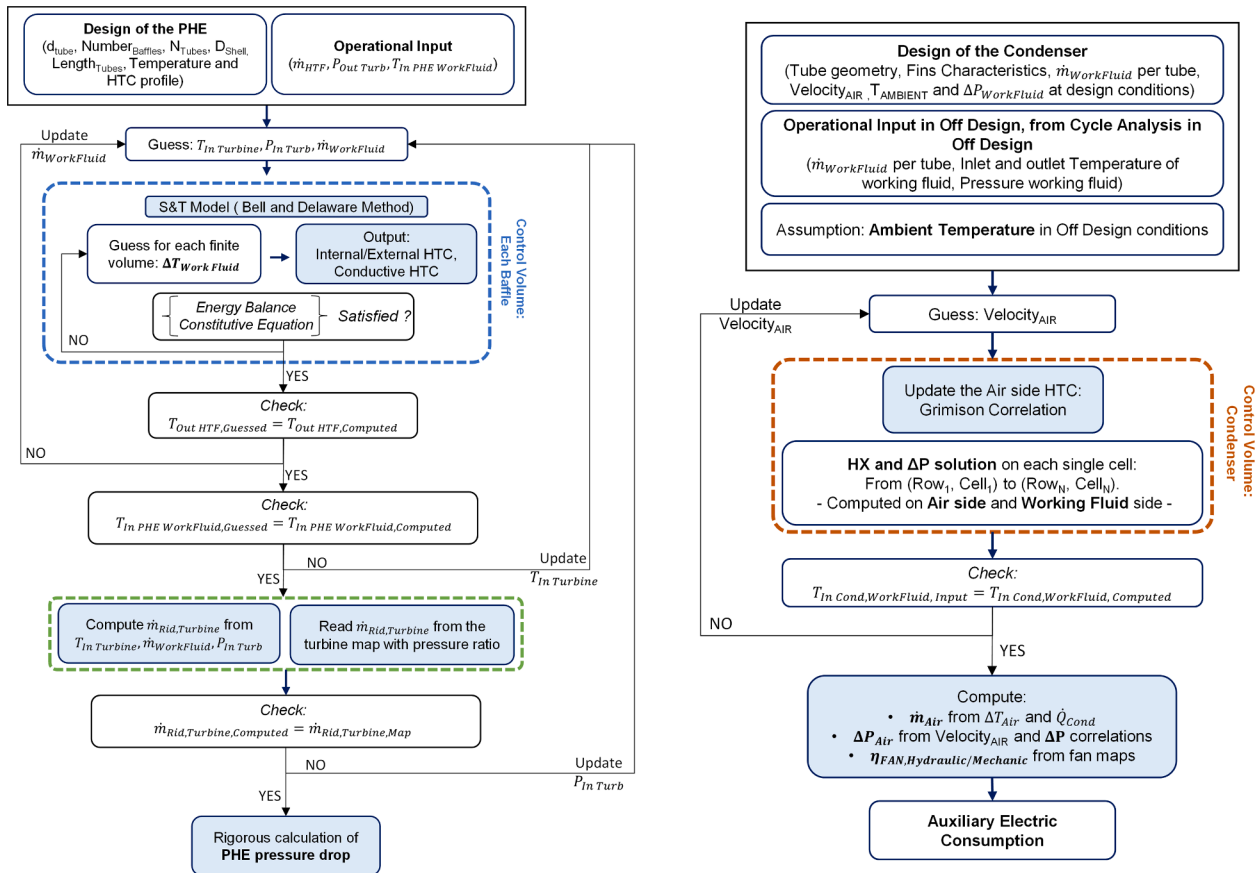 Design of the PHE
(d_tube, Number_Baffles, N_Tubes, D_Shell,
Length_Tubes, Temperature and
HTC profile)
Operational Input
(ṁ_HTF, P_Out Turb, T_In PHE WorkFluid)
Update
ṁ_WorkFluid
Guess: T_In Turbine, P_In Turb, ṁ_WorkFluid
S&T Model ( Bell and Delaware Method)
Guess for each finite
volume: ΔT_Work Fluid
Output:
Internal/External HTC,
Conductive HTC
Energy Balance
Constitutive Equation
Satisfied ?
NO
Control Volume:
Each Baffle
YES
Check:
T_Out HTF,Guessed = T_Out HTF,Computed
NO
YES
Check:
T_In PHE WorkFluid,Guessed = T_In PHE WorkFluid,Computed
NO
Update
T_In Turbine
YES
Compute ṁ_Rid,Turbine from
T_In Turbine, ṁ_WorkFluid, P_In Turb
Read ṁ_Rid,Turbine from the
turbine map with pressure ratio
Check:
ṁ_Rid,Turbine,Computed = ṁ_Rid,Turbine,Map
NO
Update
P_In Turb
YES
Rigorous calculation of
PHE pressure drop
Design of the Condenser
(Tube geometry, Fins Characteristics, ṁ_WorkFluid per tube,
Velocity_AIR, T_AMBIENT and ΔP_WorkFluid at design conditions)
Operational Input in Off Design, from Cycle Analysis in
Off Design
(ṁ_WorkFluid per tube, Inlet and outlet Temperature of
working fluid, Pressure working fluid)
Assumption: Ambient Temperature in Off Design conditions
Update
Velocity_AIR
Guess: Velocity_AIR
Update the Air side HTC:
Grimison Correlation
HX and ΔP solution on each single cell:
From (Row_1, Cell_1) to (Row_N, Cell_N).
- Computed on Air side and Working Fluid side -
Control Volume:
Condenser
Check:
T_In Cond,WorkFluid, Input = T_In Cond,WorkFluid, Computed
NO
YES
Compute:
• ṁ_Air from ΔT_Air and Q̇_Cond
• ΔP_Air from Velocity_AIR and ΔP correlations
• η_FAN,Hydraulic/Mechanic from fan maps
Auxiliary Electric
Consumption